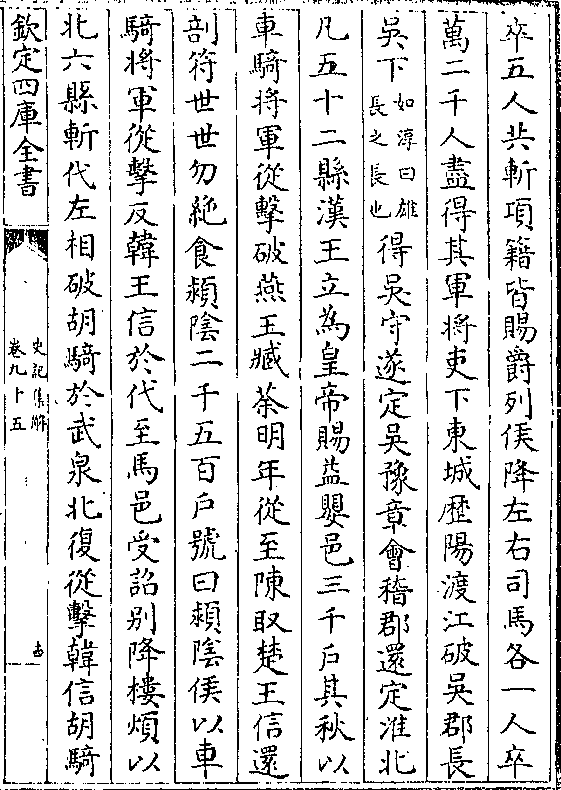 卒五人共斬項籍皆賜爵列侯降左右司馬各一人卒
萬二千人盡得其軍將吏下東城歴陽渡江破吳郡長
吳下如淳曰雄長之長也得吳守遂定吳豫章會稽郡還定淮北
凡五十二縣漢王立為皇帝賜益嬰邑三千户其秋以
車騎將軍從擊破燕王臧荼明年從至陳取楚王信還
剖符世世勿絶食潁隂二千五百户號曰潁隂侯以車
騎將軍從擊反韓王信於代至馬邑受詔别降樓煩以
北六縣斬代左相破胡騎於武泉北復從擊韓信胡騎
欽定四庫全書
史記集解
卷九十五